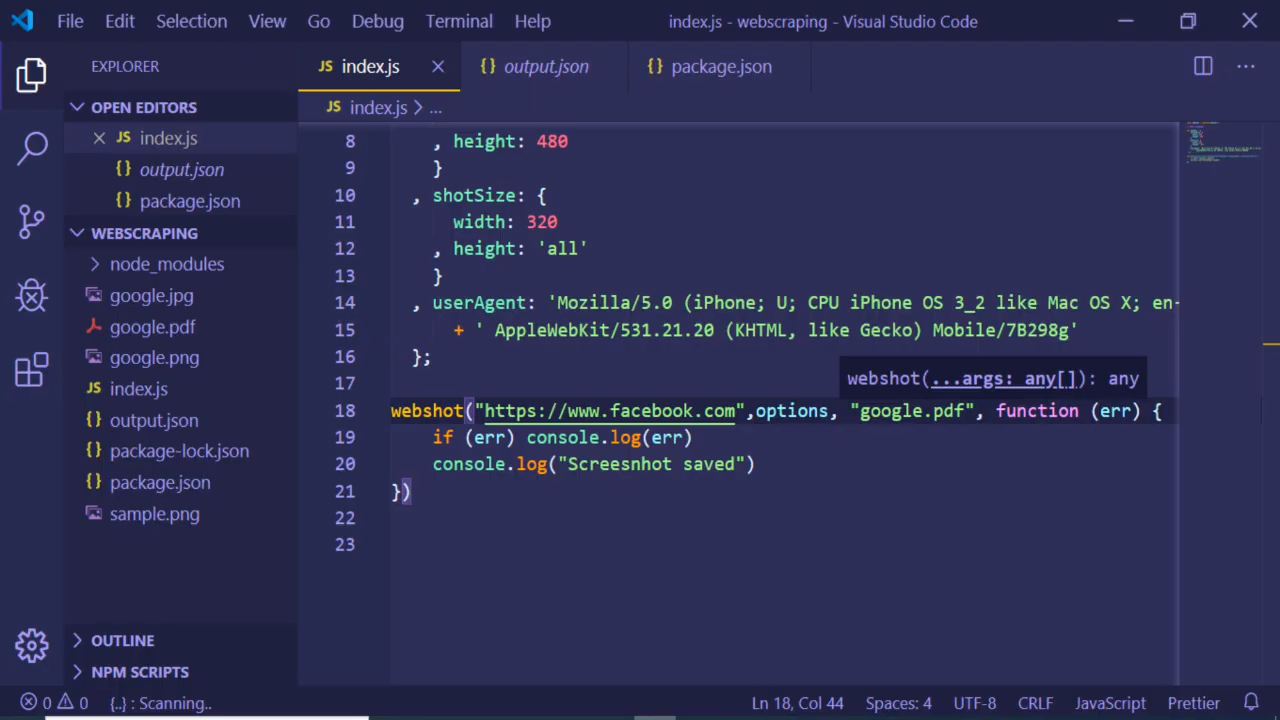 File Edit Selection View Go Debug Terminal Help index.js - webscraping - Visual Studio Code
EXPLORER
OPEN EDITORS
JS index.js
{} output.json
{} package.json
WEBSCRAPING
node_modules
google.jpg
google.pdf
google.png
JS index.js
{} output.json
{} package-lock.json
{} package.json
sample.png
OUTLINE
NPM SCRIPTS
JS index.js {} output.json {} package.json
JS index.js > ...
8 , height: 480
9 }
10 , shotSize: {
11 width: 320
12 , height: 'all'
13 }
14 , userAgent: 'Mozilla/5.0 (iPhone; U; CPU iPhone OS 3_2 like Mac OS X; en-
15 + ' AppleWebKit/531.21.20 (KHTML, like Gecko) Mobile/7B298g'
16 };
17
webshot(...args: any[]): any
18 webshot("https://www.facebook.com",options, "google.pdf", function (err) {
19 if (err) console.log(err)
20 console.log("Screesnhot saved")
21 })
22
23
0 0 {..} : Scanning.. Ln 18, Col 44 Spaces: 4 UTF-8 CRLF JavaScript Prettier